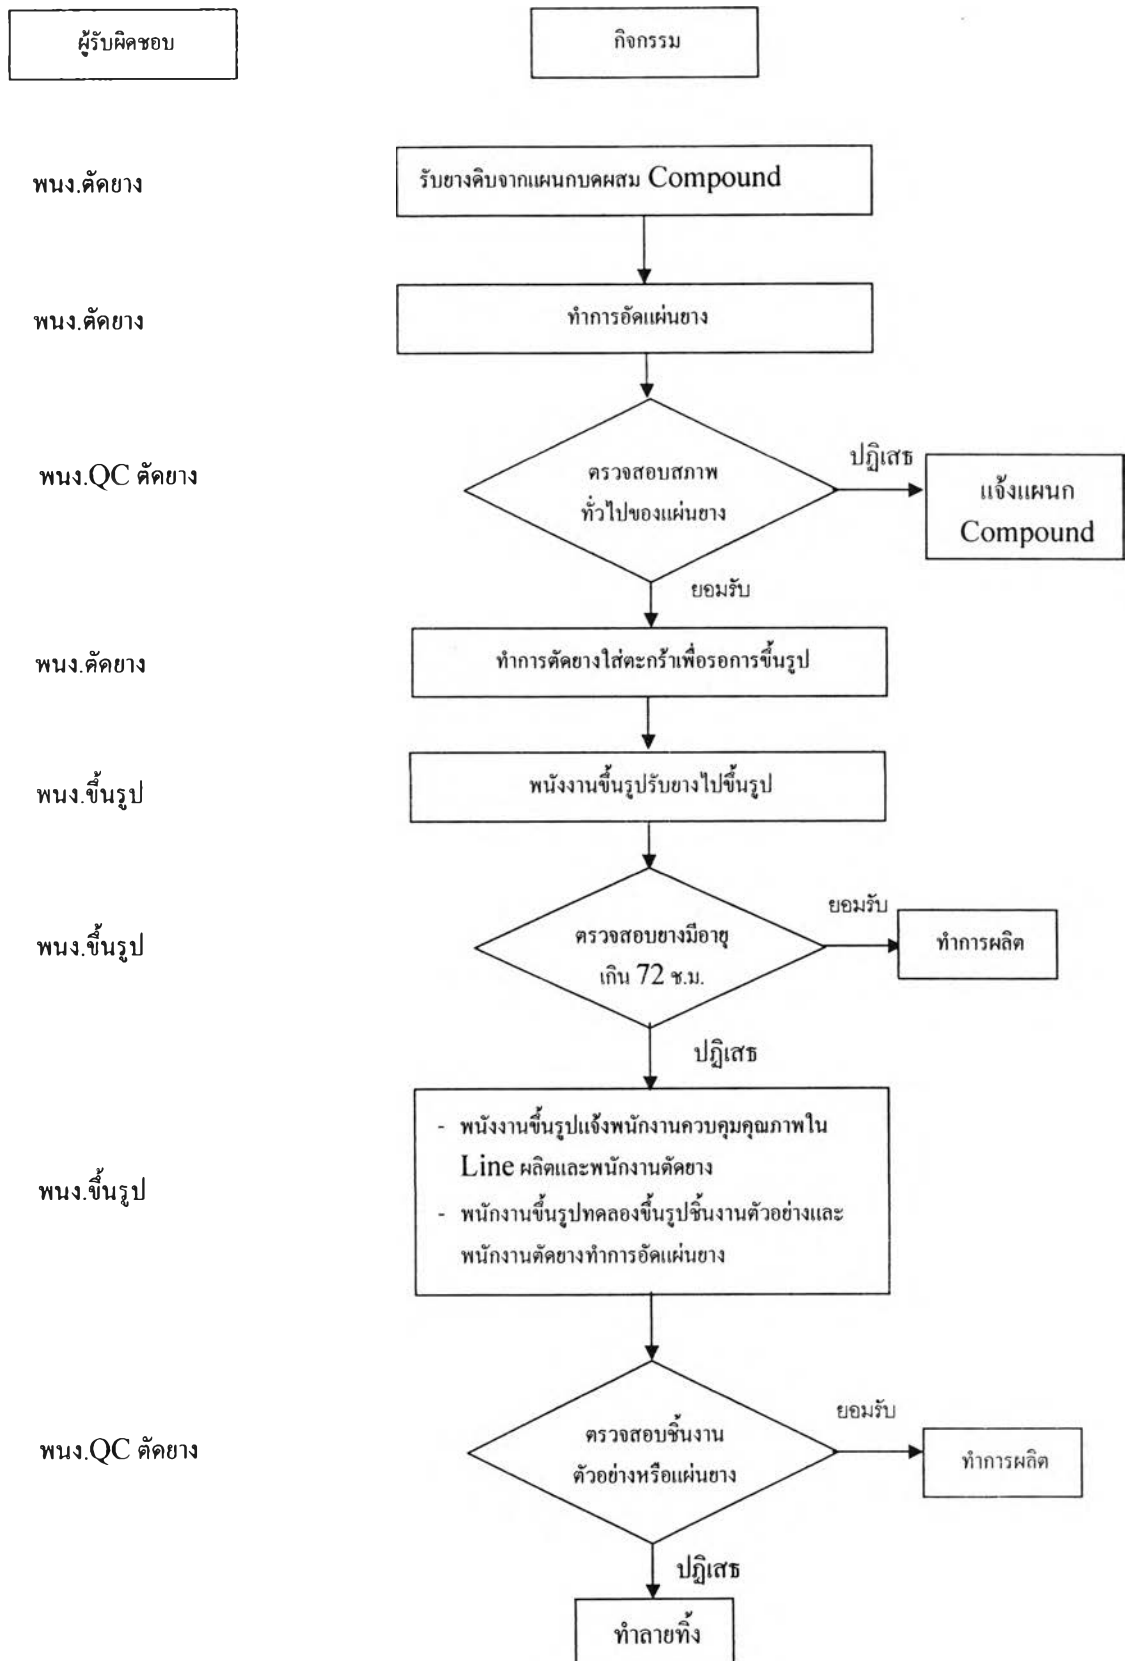 ผู้รับผิดชอบ
กิจกรรม
พนง.ตัดยาง
รับยางดิบจากแผนกบดผสม Compound
พนง.ตัดยาง
ทำการอัดแผ่นยาง
พนง.QC ตัดยาง
ตรวจสอบสภาพ
ทั่วไปของแผ่นยาง
ปฏิเสธ
แจ้งแผนก
Compound
ยอมรับ
พนง.ตัดยาง
ทำการตัดยางใส่ตะกร้าเพื่อรอการขึ้นรูป
พนง.ขึ้นรูป
พนังงานขึ้นรูปรับยางไปขึ้นรูป
พนง.ขึ้นรูป
ตรวจสอบยางมีอายุ
เกิน 72 ช.ม.
ยอมรับ
ทำการผลิต
ปฏิเสธ
พนง.ขึ้นรูป
- พนังงานขึ้นรูปแจ้งพนักงานควบคุมคุณภาพใน
Line ผลิตและพนักงานตัดยาง
- พนักงานขึ้นรูปทดลองขึ้นรูปชิ้นงานตัวอย่างและ
พนักงานตัดยางทำการอัดแผ่นยาง
พนง.QC ตัดยาง
ตรวจสอบชิ้นงาน
ตัวอย่างหรือแผ่นยาง
ยอมรับ
ทำการผลิต
ปฏิเสธ
ทำลายทิ้ง